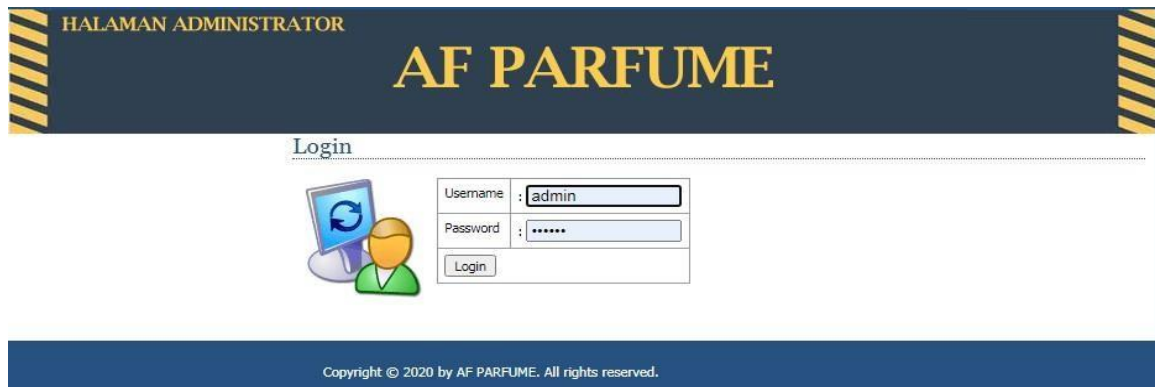 HALAMAN ADMINISTRATOR
AF PARFUME
Login
Username : admin
Password : ••••••
Login
Copyright © 2020 by AF PARFUME. All rights reserved.